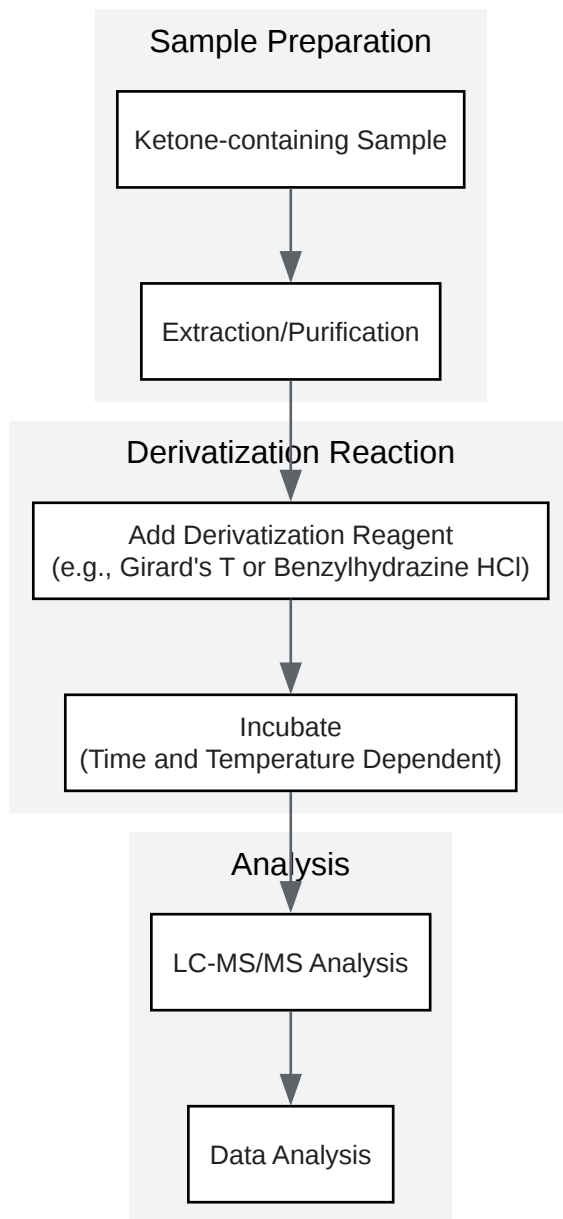 Sample Preparation
Ketone-containing Sample
Extraction/Purification
Derivatization Reaction
Add Derivatization Reagent
(e.g., Girard's T or Benzylhydrazine HCl)
Incubate
(Time and Temperature Dependent)
Analysis
LC-MS/MS Analysis
Data Analysis